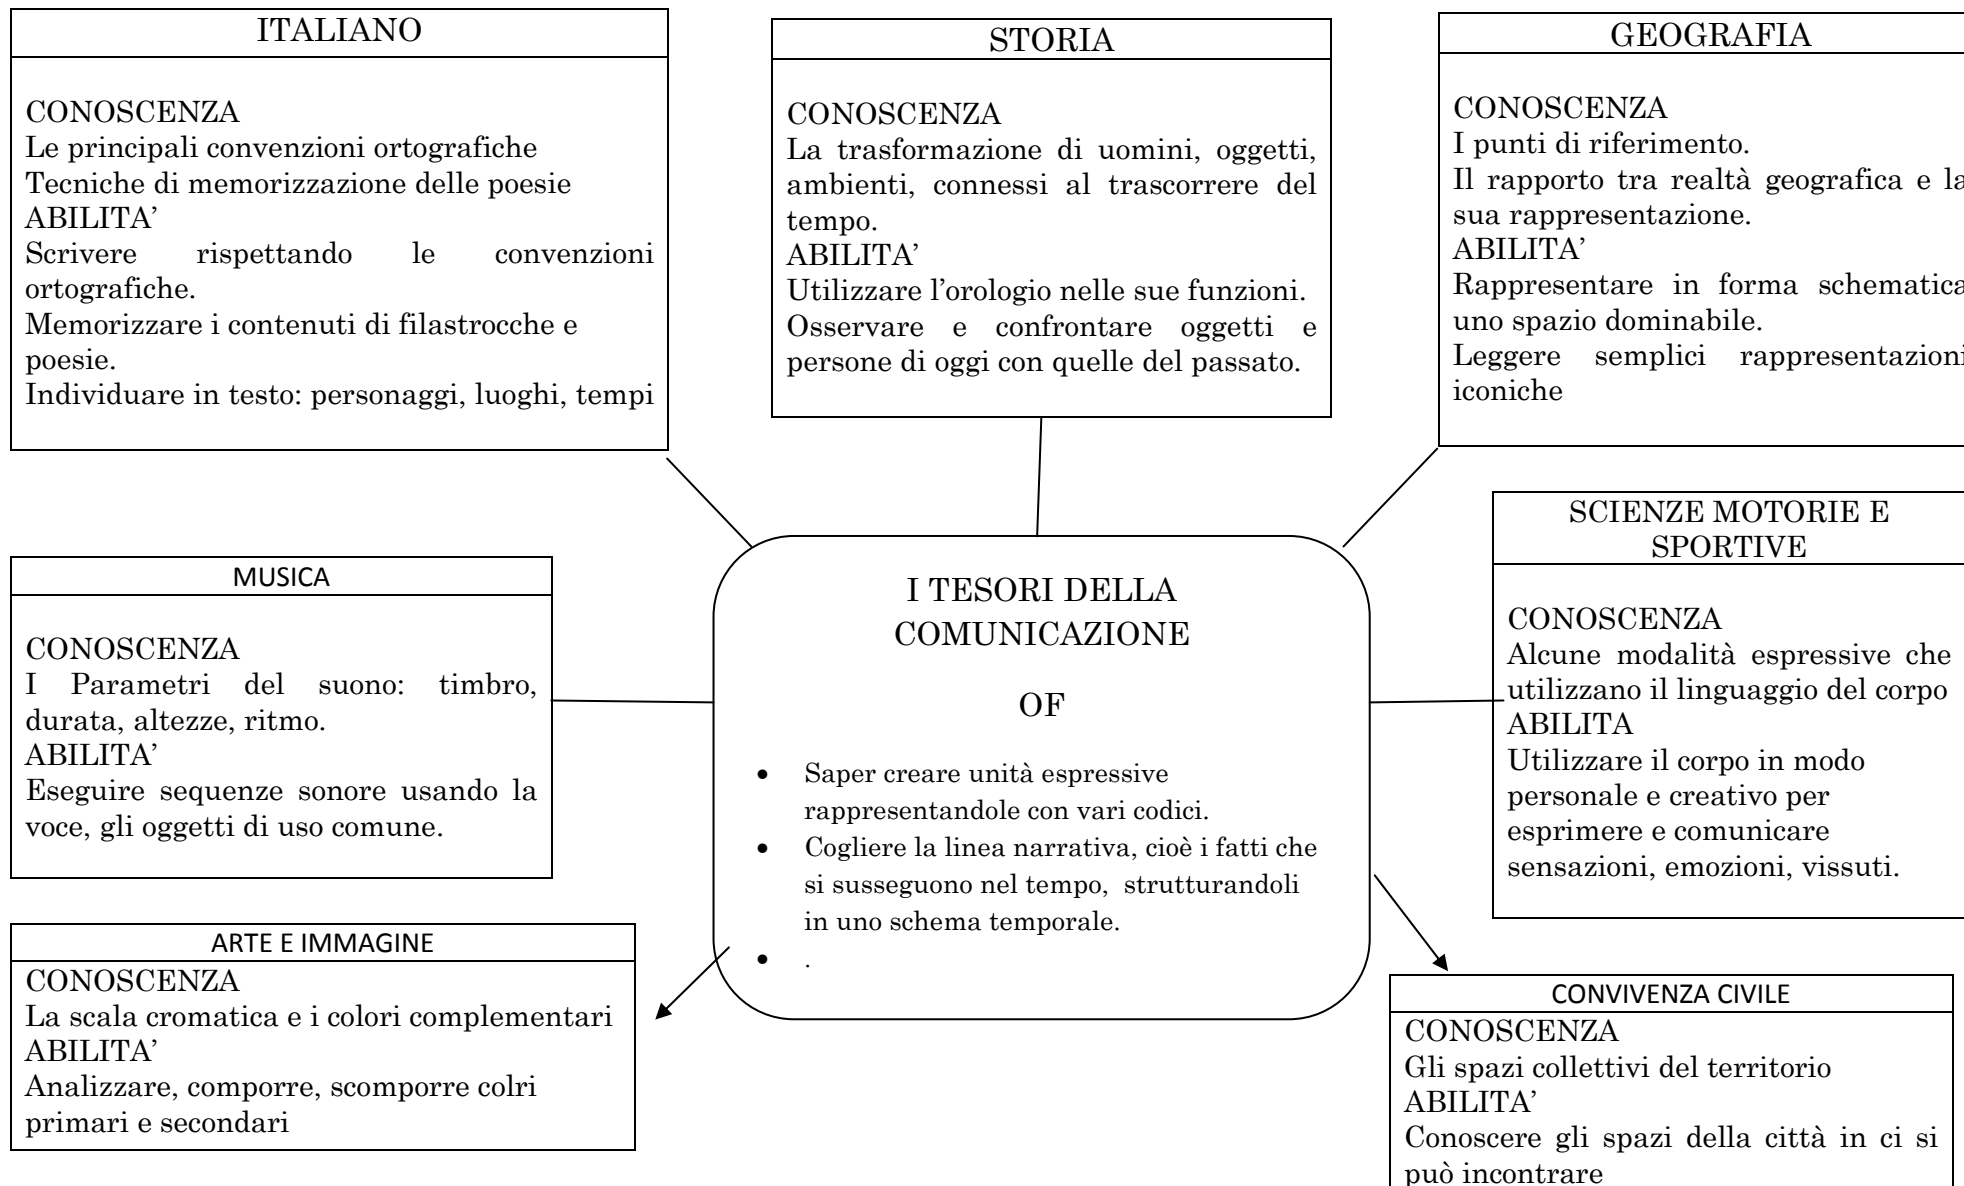 ITALIANO
CONOSCENZA
Le principali convenzioni ortografiche
Tecniche di memorizzazione delle poesie
ABILITA’
Scrivere rispettando le convenzioni
ortografiche.
Memorizzare i contenuti di filastrocche e
poesie.
Individuare in testo: personaggi, luoghi, tempi
STORIA
CONOSCENZA
La trasformazione di uomini, oggetti,
ambienti, connessi al trascorrere del
tempo.
ABILITA’
Utilizzare l’orologio nelle sue funzioni.
Osservare e confrontare oggetti e
persone di oggi con quelle del passato.
GEOGRAFIA
CONOSCENZA
I punti di riferimento.
Il rapporto tra realtà geografica e la
sua rappresentazione.
ABILITA’
Rappresentare in forma schematica
uno spazio dominabile.
Leggere semplici rappresentazioni
iconiche
MUSICA
CONOSCENZA
I Parametri del suono: timbro,
durata, altezze, ritmo.
ABILITA’
Eseguire sequenze sonore usando la
voce, gli oggetti di uso comune.
I TESORI DELLA
COMUNICAZIONE
OF
• Saper creare unità espressive
rappresentandole con vari codici.
• Cogliere la linea narrativa, cioè i fatti che
si susseguono nel tempo, strutturandoli
in uno schema temporale.
• .
SCIENZE MOTORIE E
SPORTIVE
CONOSCENZA
Alcune modalità espressive che
utilizzano il linguaggio del corpo
ABILITA
Utilizzare il corpo in modo
personale e creativo per
esprimere e comunicare
sensazioni, emozioni, vissuti.
ARTE E IMMAGINE
CONOSCENZA
La scala cromatica e i colori complementari
ABILITA’
Analizzare, comporre, scomporre colri
primari e secondari
CONVIVENZA CIVILE
CONOSCENZA
Gli spazi collettivi del territorio
ABILITA’
Conoscere gli spazi della città in ci si
può incontrare